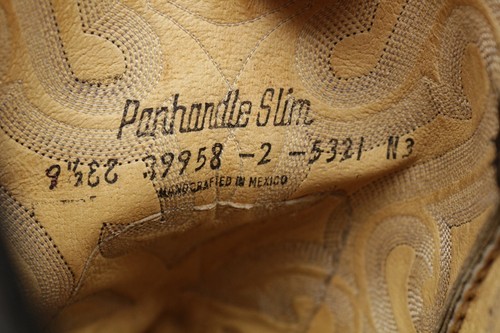 Panhandle Slim
39958 -2 -5321 N3
HANDCRAFTED IN MEXICO